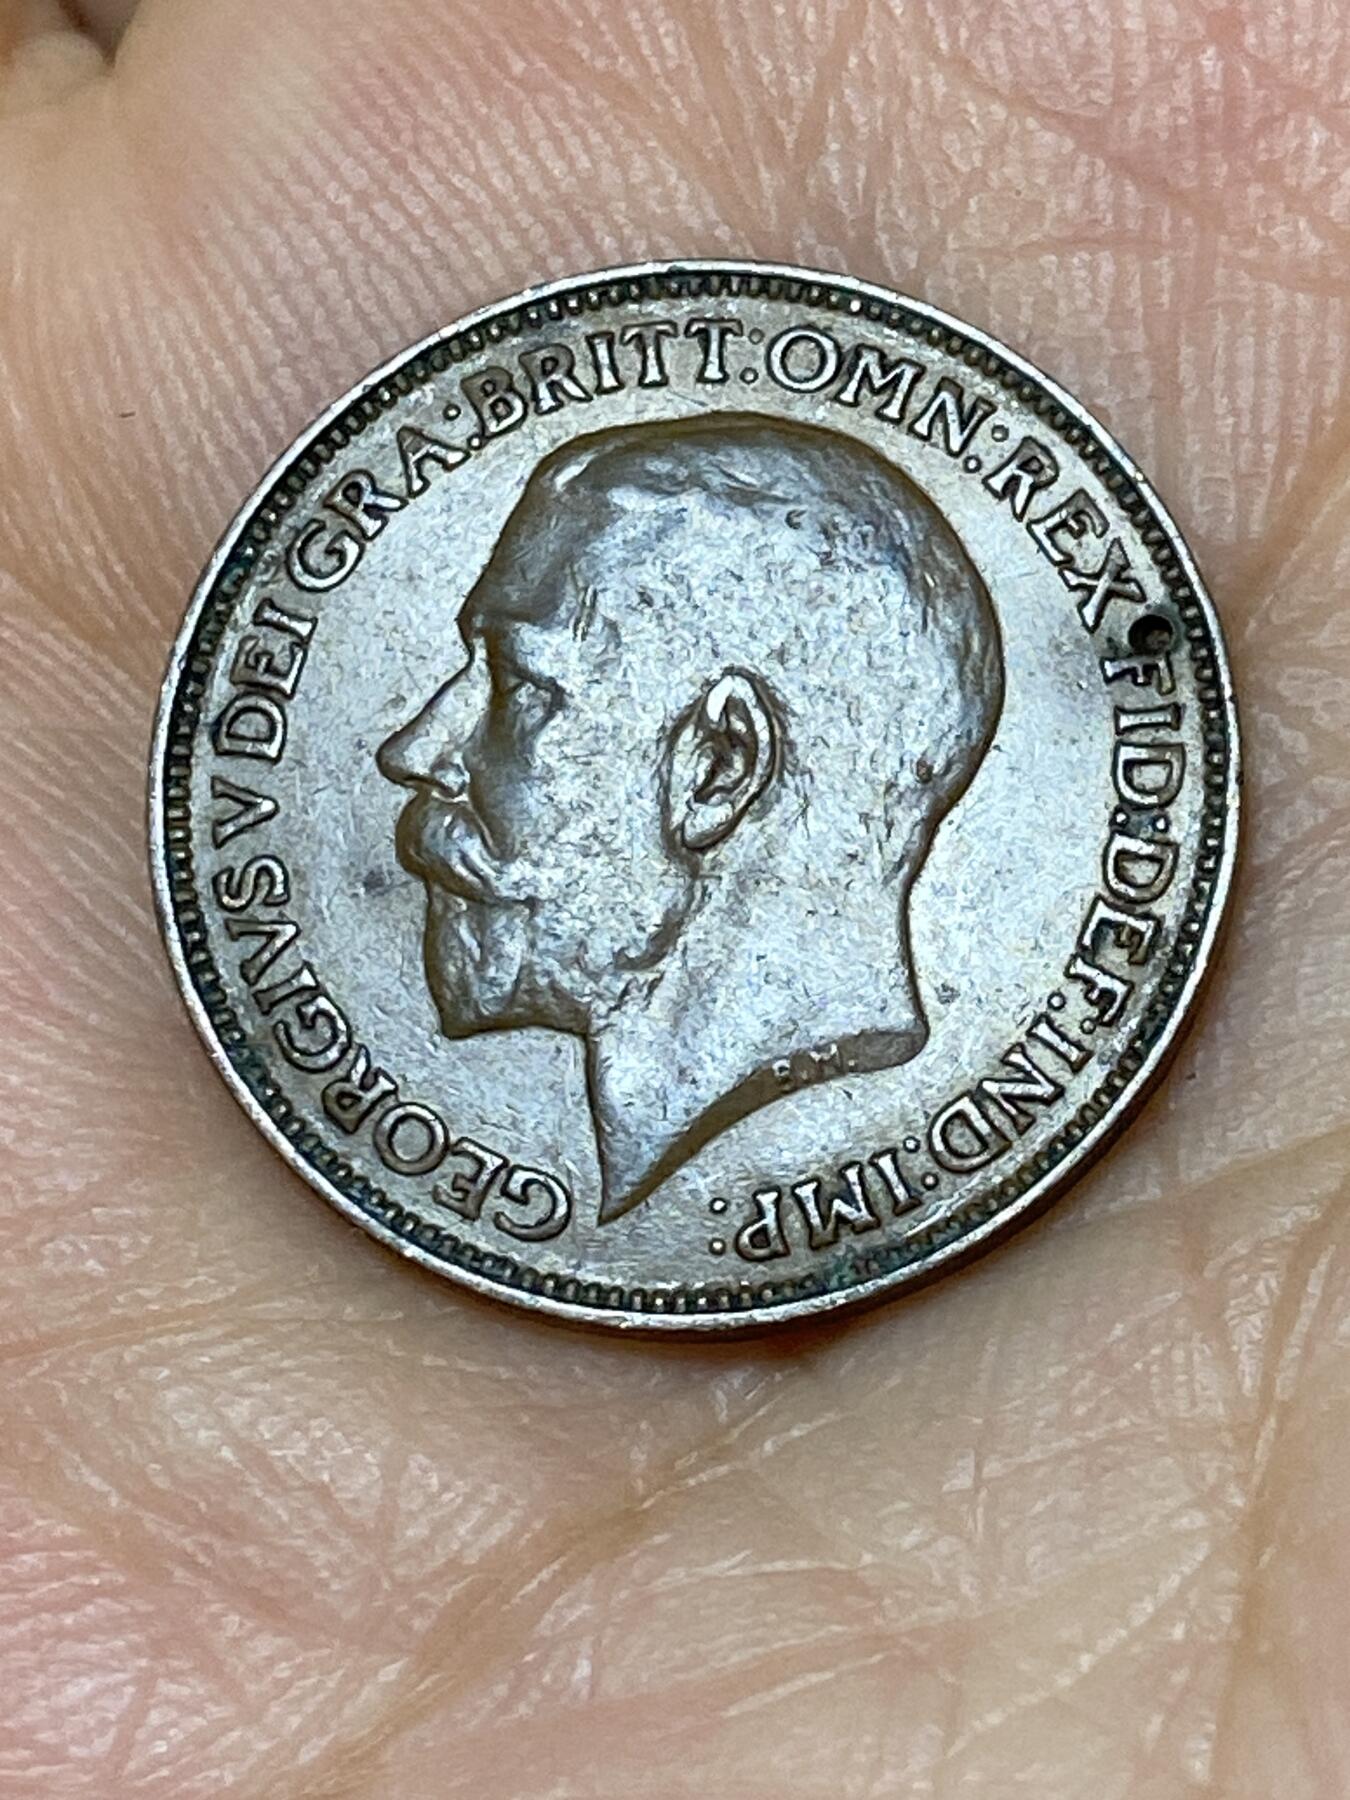 GEORGIVS V DEI GRA:BRITT:OMN:REX FID:DEF:IND:IMP:
B.M.